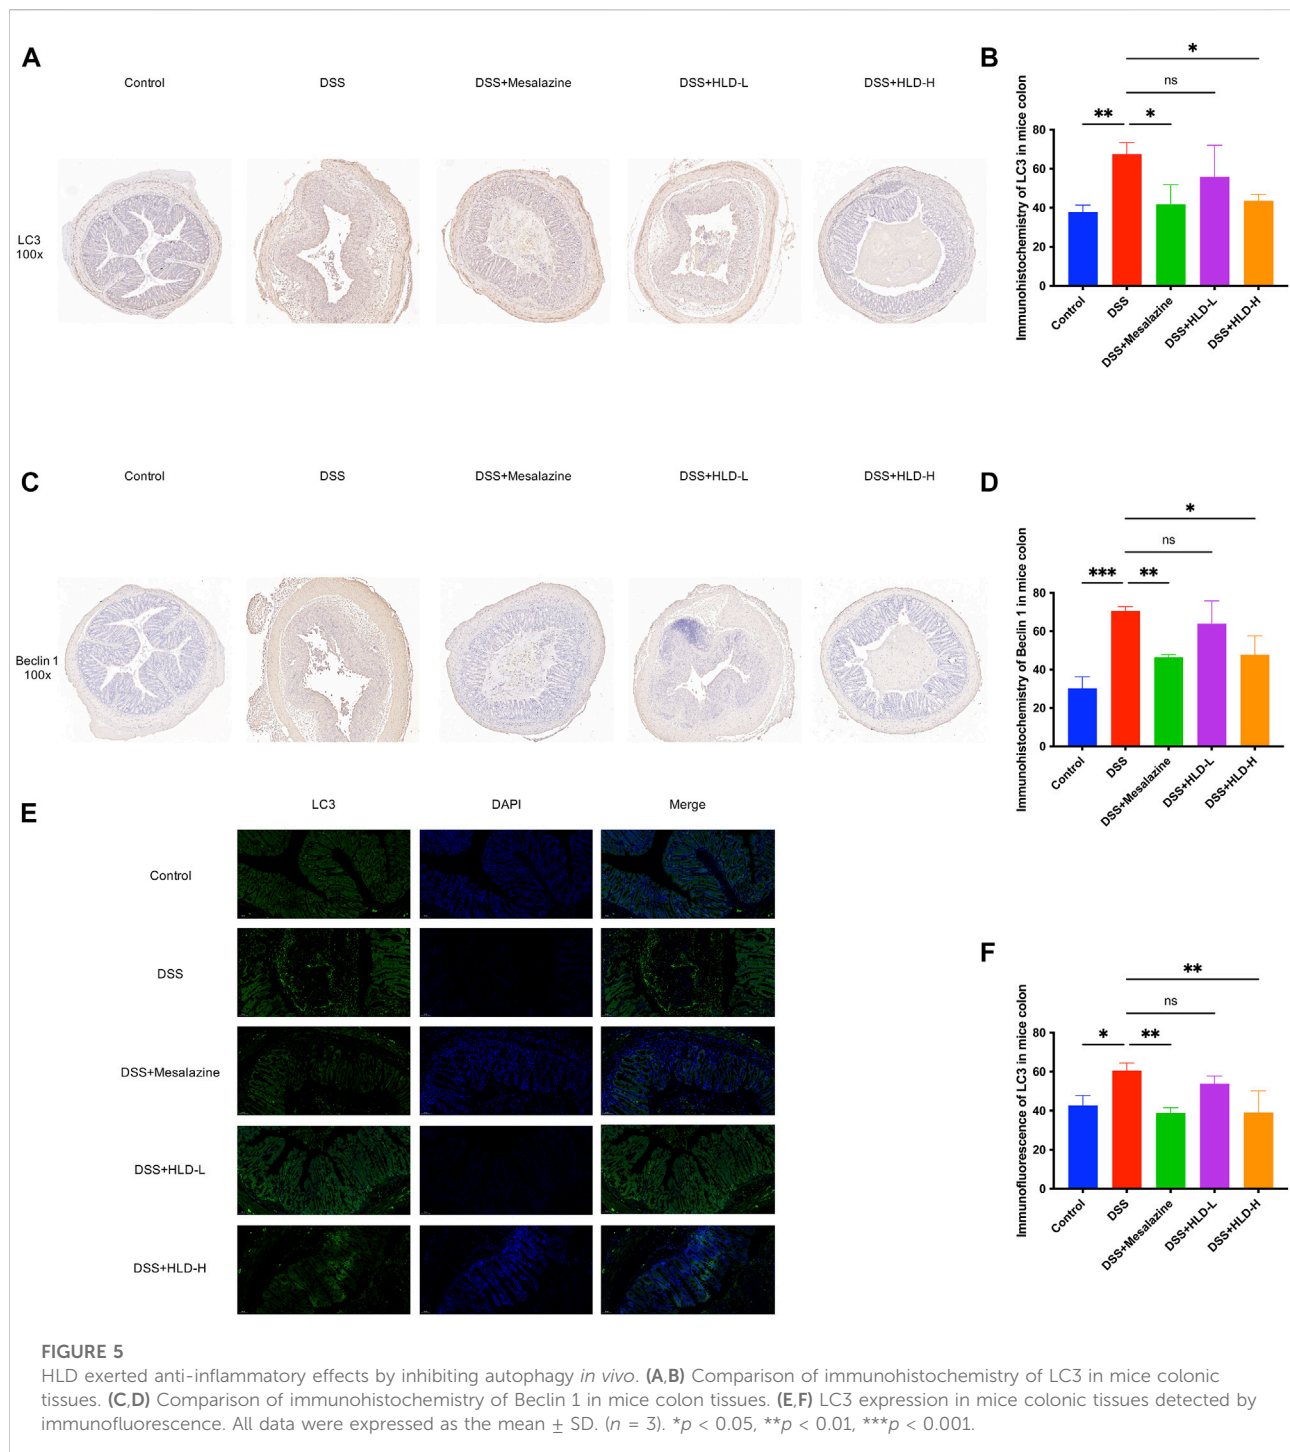 A
Control
DSS
DSS+Mesalazine
DSS+HLD-L
DSS+HLD-H
LC3
100x
B
*
ns
**
*
Immunohistochemistry of LC3 in mice colon
80
60
40
20
0
Control
DSS
DSS+Mesalazine
DSS+HLD-L
DSS+HLD-H
C
Control
DSS
DSS+Mesalazine
DSS+HLD-L
DSS+HLD-H
Beclin 1
100x
D
*
ns
***
**
Immunohistochemistry of Beclin 1 in mice colon
80
60
40
20
0
Control
DSS
DSS+Mesalazine
DSS+HLD-L
DSS+HLD-H
E
LC3
DAPI
Merge
Control
DSS
DSS+Mesalazine
DSS+HLD-L
DSS+HLD-H
F
**
ns
*
**
Immunofluorescence of LC3 in mice colon
80
60
40
20
0
Control
DSS
DSS+Mesalazine
DSS+HLD-L
DSS+HLD-H
FIGURE 5
HLD exerted anti-inflammatory effects by inhibiting autophagy in vivo. (A,B) Comparison of immunohistochemistry of LC3 in mice colonic
tissues. (C,D) Comparison of immunohistochemistry of Beclin 1 in mice colon tissues. (E,F) LC3 expression in mice colonic tissues detected by
immunofluorescence. All data were expressed as the mean ± SD. (n = 3). *p < 0.05, **p < 0.01, ***p < 0.001.